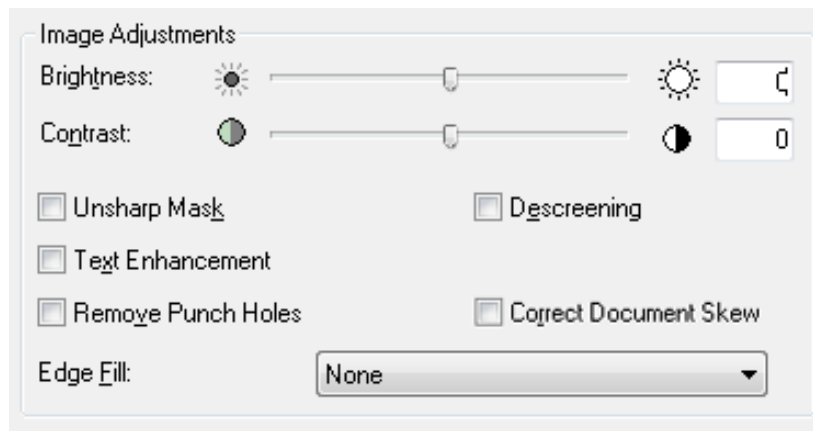 Image Adjustments
Brightness:
Contrast: 0
Unsharp Mask Descreening
Text Enhancement
Remove Punch Holes Correct Document Skew
Edge Fill: None